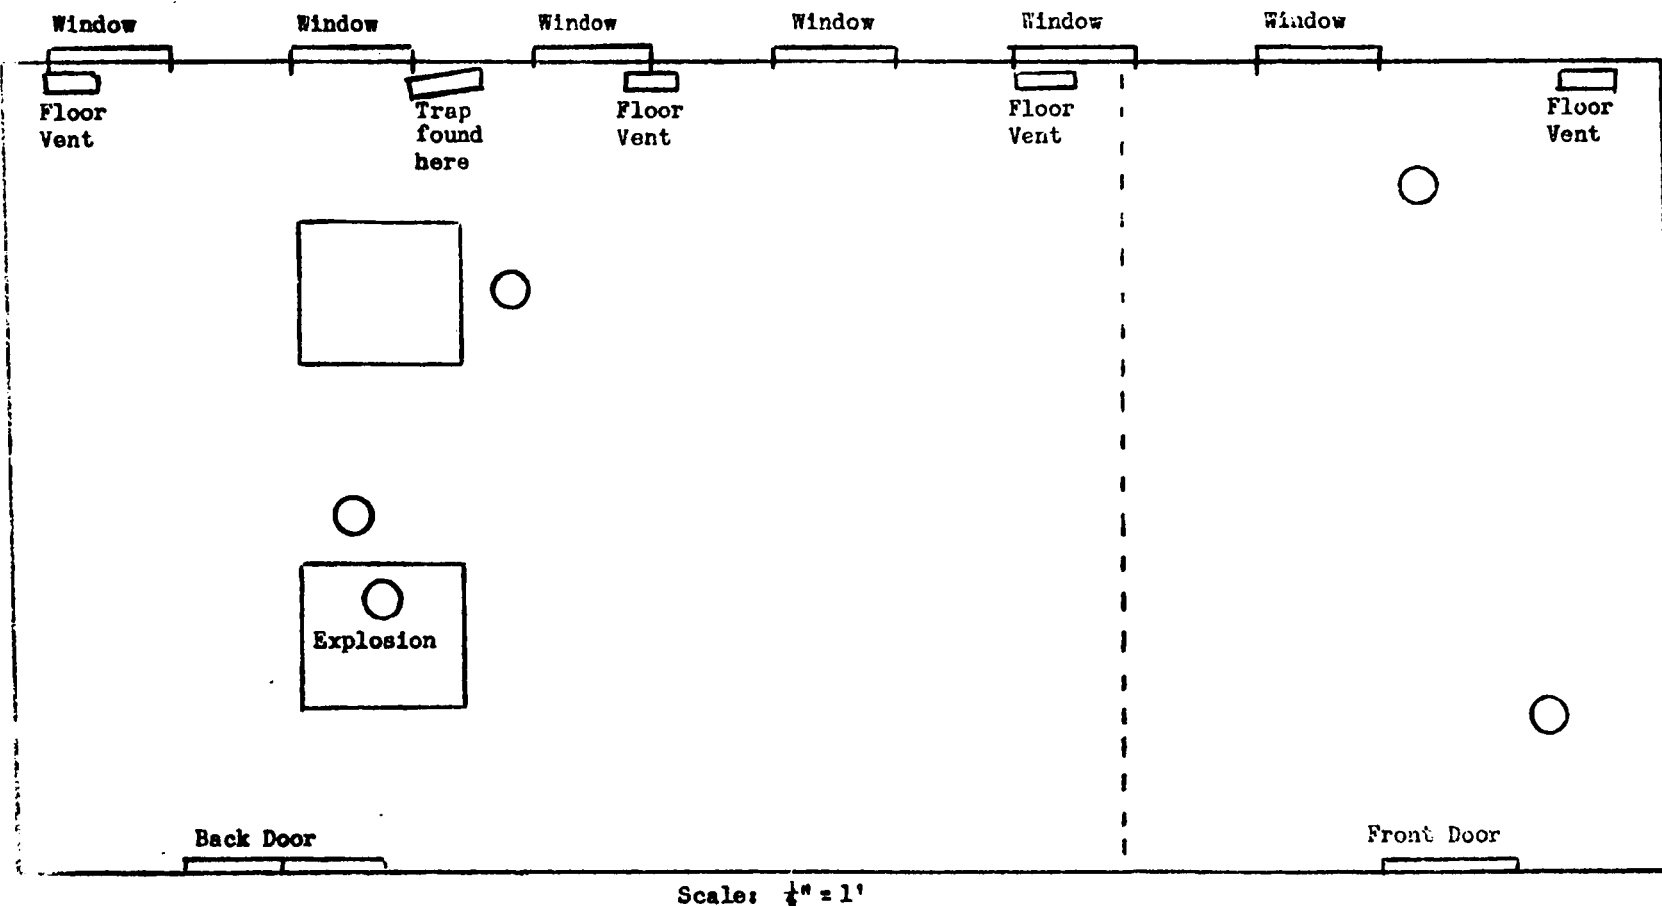 Window Window Window Window Window Window
Floor Vent
Trap found here
Floor Vent
Floor Vent
Floor Vent
Explosion
Back Door
Front Door
Scale: ¼" = 1'